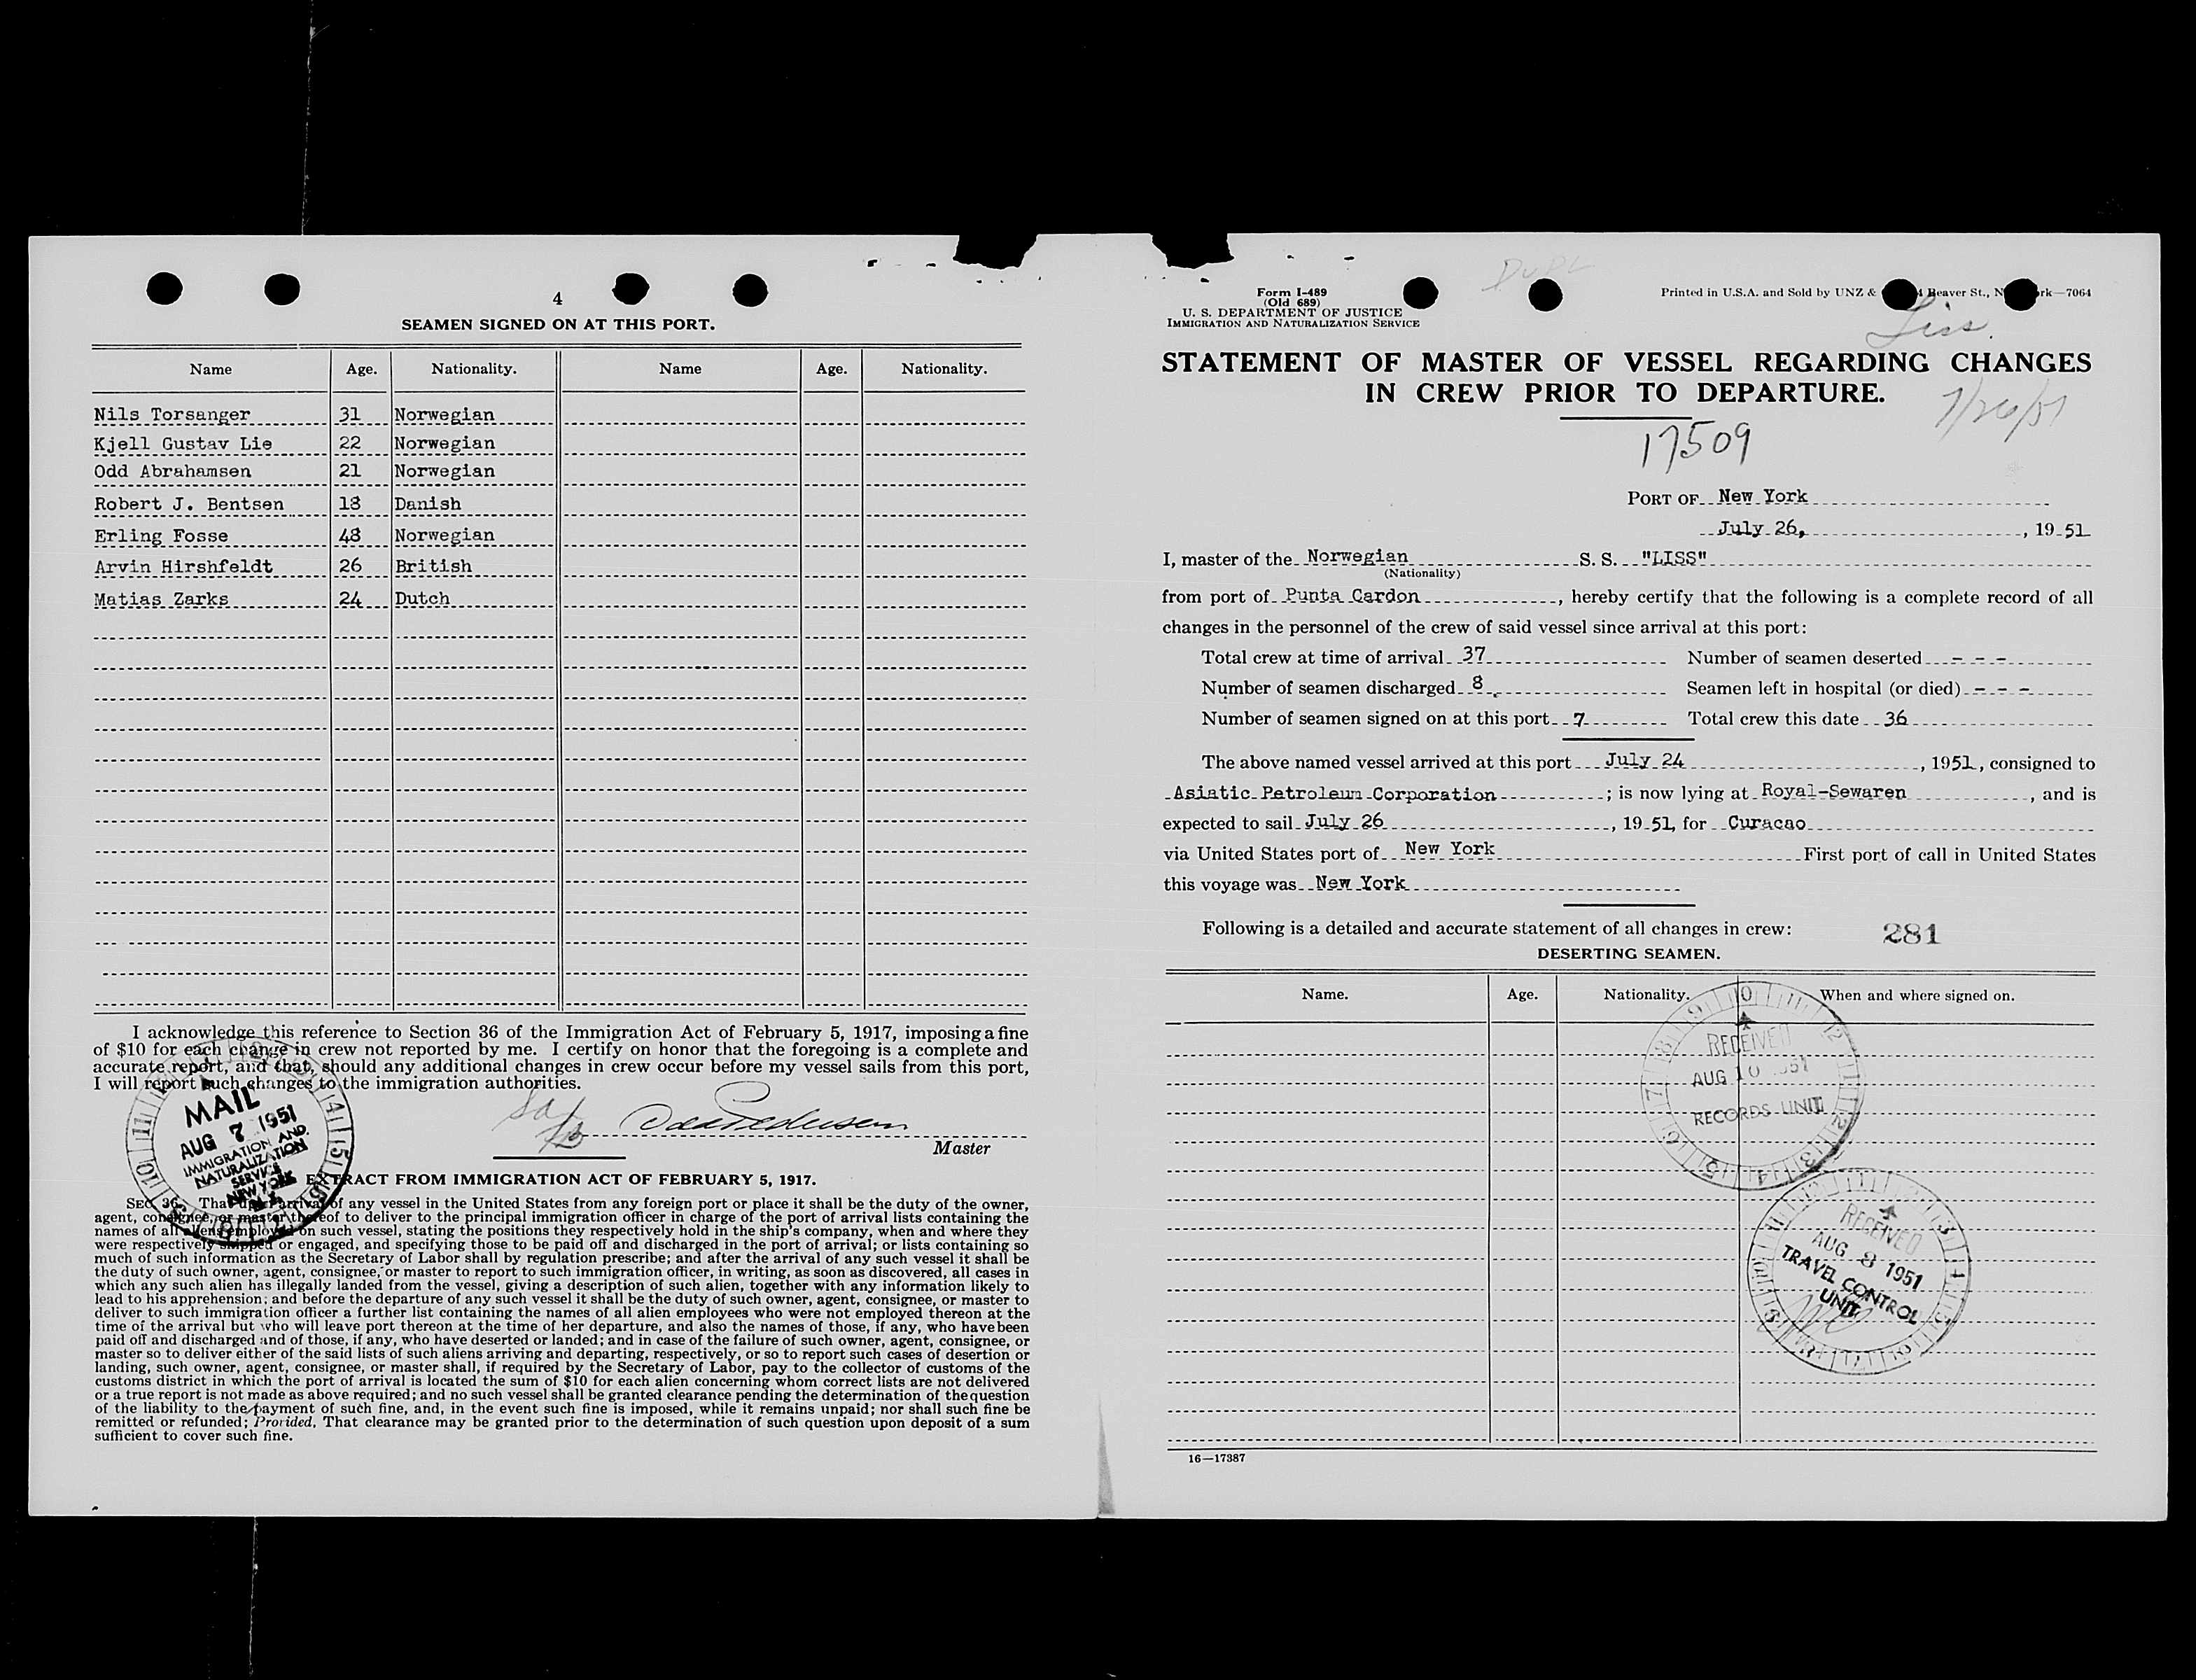 4
SEAMEN SIGNED ON AT THIS PORT.
Name Age. Nationality. Name Age. Nationality.
Nils Torsanger 31 Norwegian
Kjell Gustav Lie 22 Norwegian
Odd Abrahamsen 21 Norwegian
Robert J. Bentsen 18 Danish
Erling Fosse 48 Norwegian
Arvin Hirshfeldt 26 British
Matias Zarks 24 Dutch
I acknowledge this reference to Section 36 of the Immigration Act of February 5, 1917, imposing a fine
of $10 for each change in crew not reported by me. I certify on honor that the foregoing is a complete and
accurate report, and that, should any additional changes in crew occur before my vessel sails from this port,
I will report such changes to the immigration authorities.
Master
MAIL
AUG 7 1951
IMMIGRATION AND
NATURALIZATION
SERVICE
NEW YORK
EXTRACT FROM IMMIGRATION ACT OF FEBRUARY 5, 1917.
SEC. 36. That upon arrival of any vessel in the United States from any foreign port or place it shall be the duty of the owner,
agent, consignee, or master thereof to deliver to the principal immigration officer in charge of the port of arrival lists containing the
names of all aliens employed on such vessel, stating the positions they respectively hold in the ship's company, when and where they
were respectively shipped or engaged, and specifying those to be paid off and discharged in the port of arrival; or lists containing so
much of such information as the Secretary of Labor shall by regulation prescribe; and after the arrival of any such vessel it shall be
the duty of such owner, agent, consignee, or master to report to such immigration officer, in writing, as soon as discovered, all cases in
which any such alien has illegally landed from the vessel, giving a description of such alien, together with any information likely to
lead to his apprehension; and before the departure of any such vessel it shall be the duty of such owner, agent, consignee, or master to
deliver to such immigration officer a further list containing the names of all alien employees who were not employed thereon at the
time of the arrival but who will leave port thereon at the time of her departure, and also the names of those, if any, who have been
paid off and discharged and of those, if any, who have deserted or landed; and in case of the failure of such owner, agent, consignee, or
master so to deliver either of the said lists of such aliens arriving and departing, respectively, or so to report such cases of desertion or
landing, such owner, agent, consignee, or master shall, if required by the Secretary of Labor, pay to the collector of customs of the
customs district in which the port of arrival is located the sum of $10 for each alien concerning whom correct lists are not delivered
or a true report is not made as above required; and no such vessel shall be granted clearance pending the determination of the question
of the liability to the payment of such fine, and, in the event such fine is imposed, while it remains unpaid; nor shall such fine be
remitted or refunded; Provided, That clearance may be granted prior to the determination of such question upon deposit of a sum
sufficient to cover such fine.
DUPL
Form I-489
(Old 689)
U. S. DEPARTMENT OF JUSTICE
IMMIGRATION AND NATURALIZATION SERVICE
Printed in U.S.A. and Sold by UNZ & Beaver St., rk—7064
Liss.
STATEMENT OF MASTER OF VESSEL REGARDING CHANGES
IN CREW PRIOR TO DEPARTURE.
7/26/51
17509
PORT OF New York
July 26, , 19 51
I, master of the Norwegian S. S. "LISS"
(Nationality)
from port of Punta Cardon , hereby certify that the following is a complete record of all
changes in the personnel of the crew of said vessel since arrival at this port:
Total crew at time of arrival 37 Number of seamen deserted - - -
Number of seamen discharged 8 Seamen left in hospital (or died) - - -
Number of seamen signed on at this port 7 Total crew this date 36
The above named vessel arrived at this port July 24 , 1951, consigned to
Asiatic Petroleum Corporation ; is now lying at Royal-Sewaren , and is
expected to sail July 26 , 19 51, for Curacao
via United States port of New York First port of call in United States
this voyage was New York
Following is a detailed and accurate statement of all changes in crew: 281
DESERTING SEAMEN.
Name. Age. Nationality. When and where signed on.
RECEIVED
AUG 10 1951
RECORDS UNIT
RECEIVED
AUG 8 1951
TRAVEL CONTROL
UNIT
16—17387